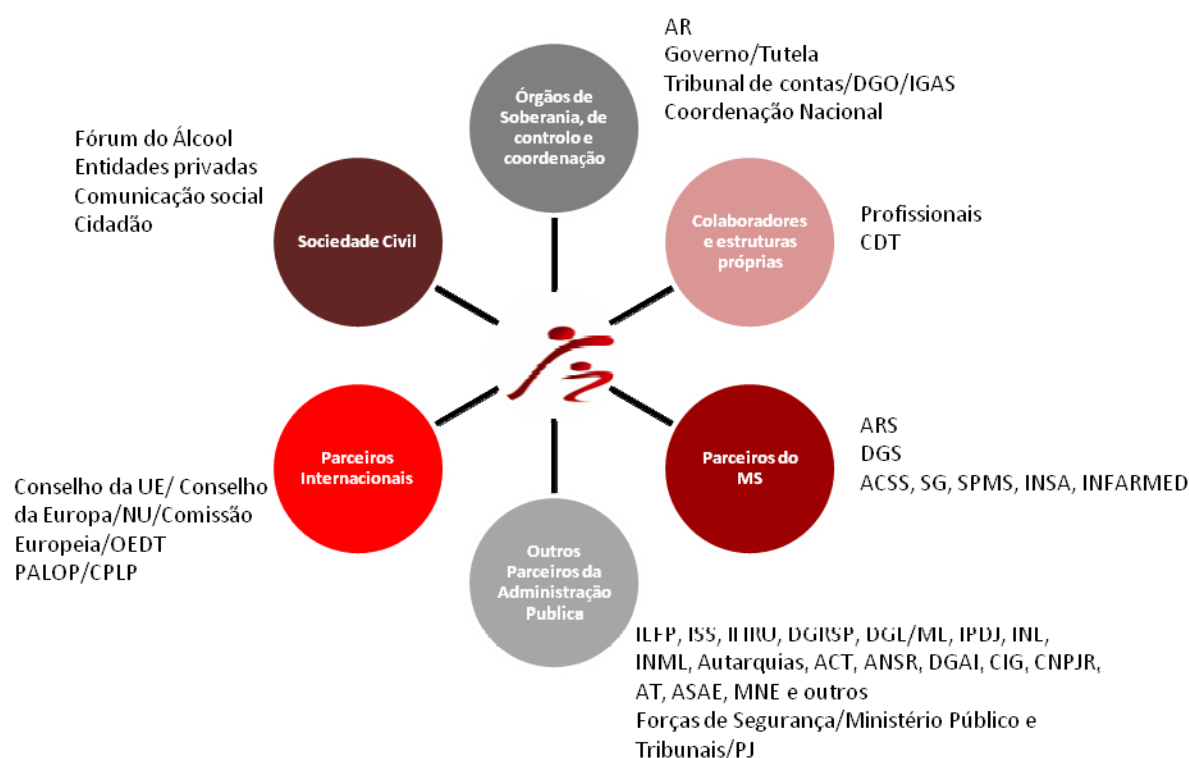 AR
Governo/Tutela
Tribunal de contas/DGO/IGAS
Coordenação Nacional
Órgãos de
Soberania, de
controlo e
coordenação
Fórum do Álcool
Entidades privadas
Comunicação social
Cidadão
Sociedade Civil
Colaboradores
e estruturas
próprias
Profissionais
CDT
Parceiros
Internacionais
Conselho da UE/ Conselho
da Europa/NU/Comissão
Europeia/OEDT
PALOP/CPLP
Parceiros do
MS
ARS
DGS
ACSS, SG, SPMS, INSA, INFARMED
Outros
Parceiros da
Administração
Publica
IEFP, ISS, IHRU, DGRSP, DGE/ME, IPDJ, INE,
INML, Autarquias, ACT, ANSR, DGAI, CIG, CNPJR,
AT, ASAE, MNE e outros
Forças de Segurança/Ministério Público e
Tribunais/PJ